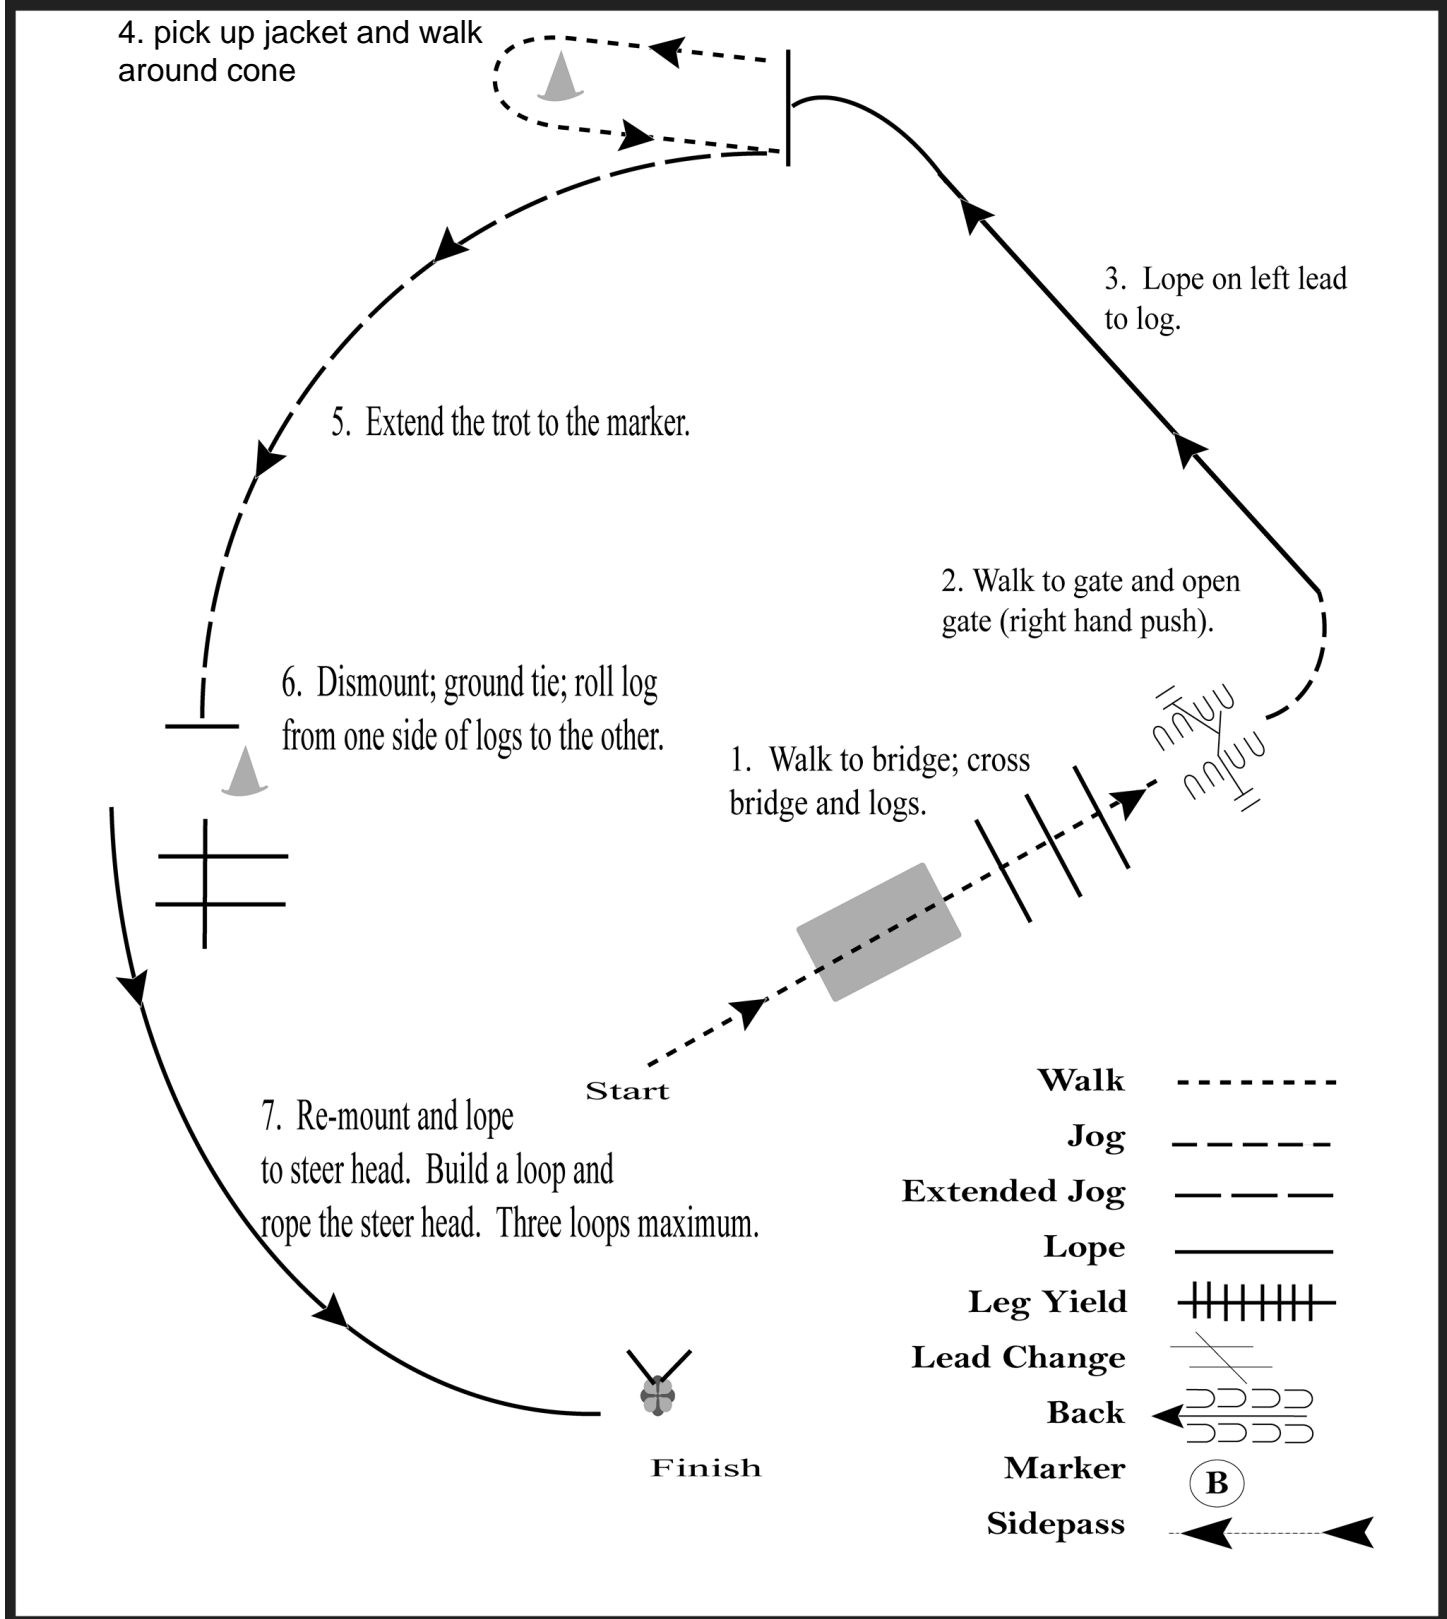 4. pick up jacket and walk
around cone
3. Lope on left lead
to log.
5. Extend the trot to the marker.
2. Walk to gate and open
gate (right hand push).
6. Dismount; ground tie; roll log
from one side of logs to the other.
1. Walk to bridge; cross
bridge and logs.
Start
7. Re-mount and lope
to steer head. Build a loop and
rope the steer head. Three loops maximum.
Finish
Walk
Jog
Extended Jog
Lope
Leg Yield
Lead Change
Back
Marker
B
Sidepass